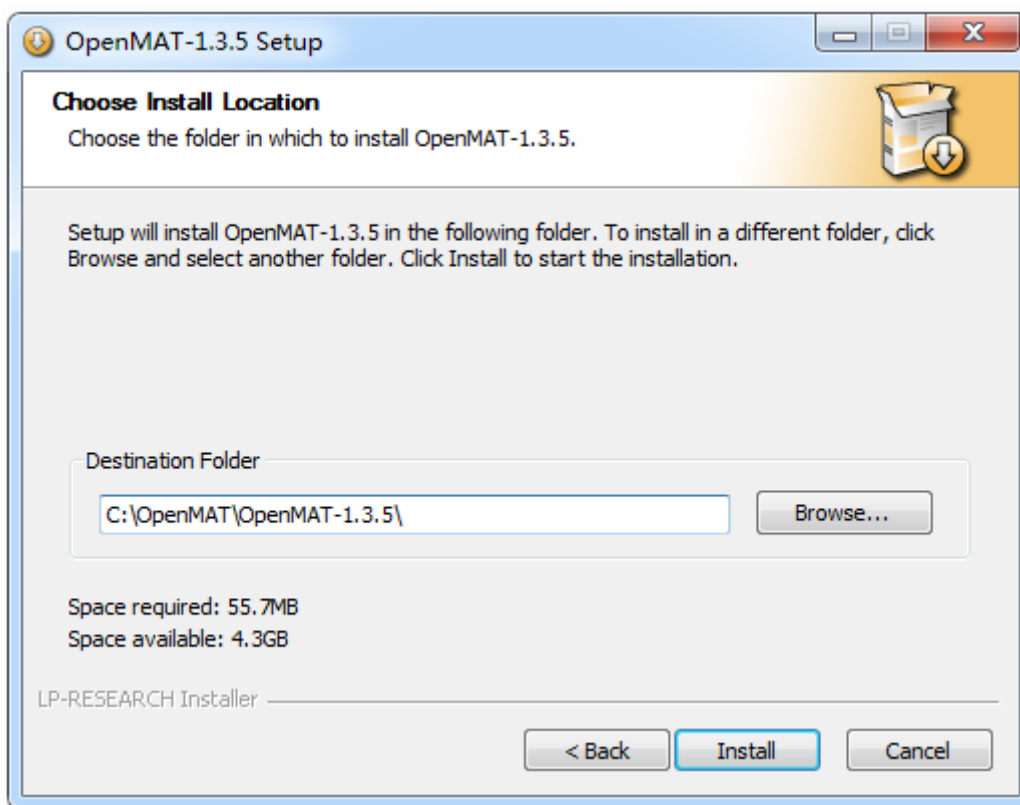 OpenMAT-1.3.5 Setup
Choose Install Location
Choose the folder in which to install OpenMAT-1.3.5.
Setup will install OpenMAT-1.3.5 in the following folder. To install in a different folder, click
Browse and select another folder. Click Install to start the installation.
Destination Folder
C:\OpenMAT\OpenMAT-1.3.5\
Browse...
Space required: 55.7MB
Space available: 4.3GB
LP-RESEARCH Installer
< Back
Install
Cancel